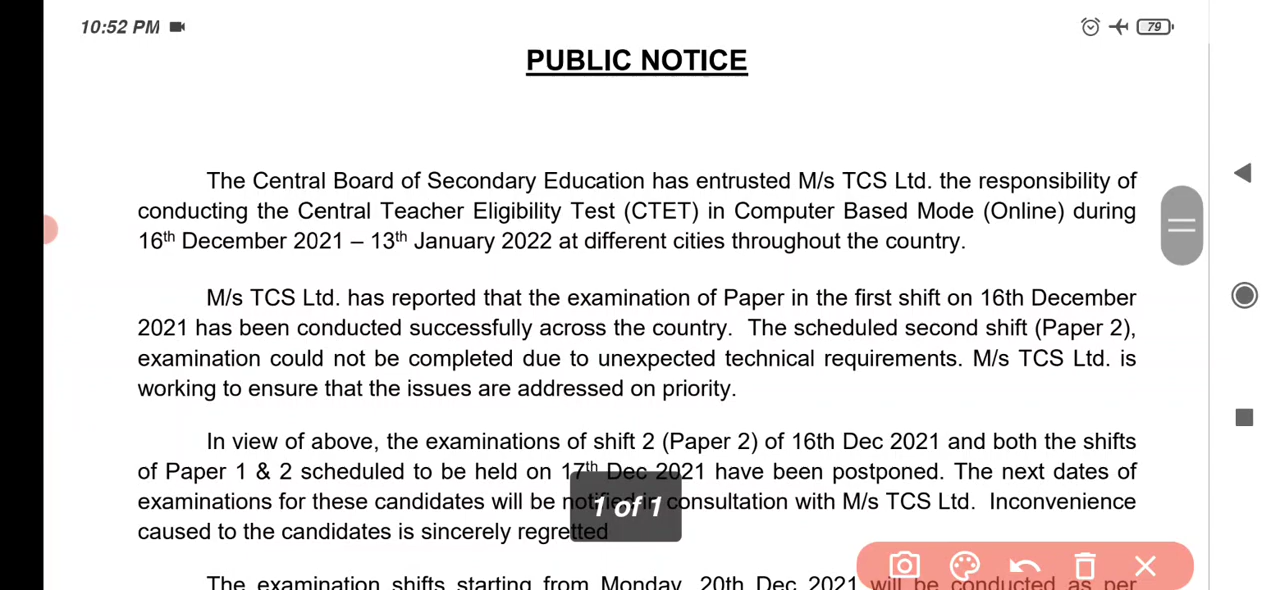 10:52 PM
79
PUBLIC NOTICE
The Central Board of Secondary Education has entrusted M/s TCS Ltd. the responsibility of
conducting the Central Teacher Eligibility Test (CTET) in Computer Based Mode (Online) during
16th December 2021 – 13th January 2022 at different cities throughout the country.
M/s TCS Ltd. has reported that the examination of Paper in the first shift on 16th December
2021 has been conducted successfully across the country. The scheduled second shift (Paper 2),
examination could not be completed due to unexpected technical requirements. M/s TCS Ltd. is
working to ensure that the issues are addressed on priority.
In view of above, the examinations of shift 2 (Paper 2) of 16th Dec 2021 and both the shifts
of Paper 1 & 2 scheduled to be held on 17th Dec 2021 have been postponed. The next dates of
examinations for these candidates will be notified in consultation with M/s TCS Ltd. Inconvenience
1 of 1
caused to the candidates is sincerely regretted
The examination shifts starting from Monday, 20th Dec 2021 will be conducted as per